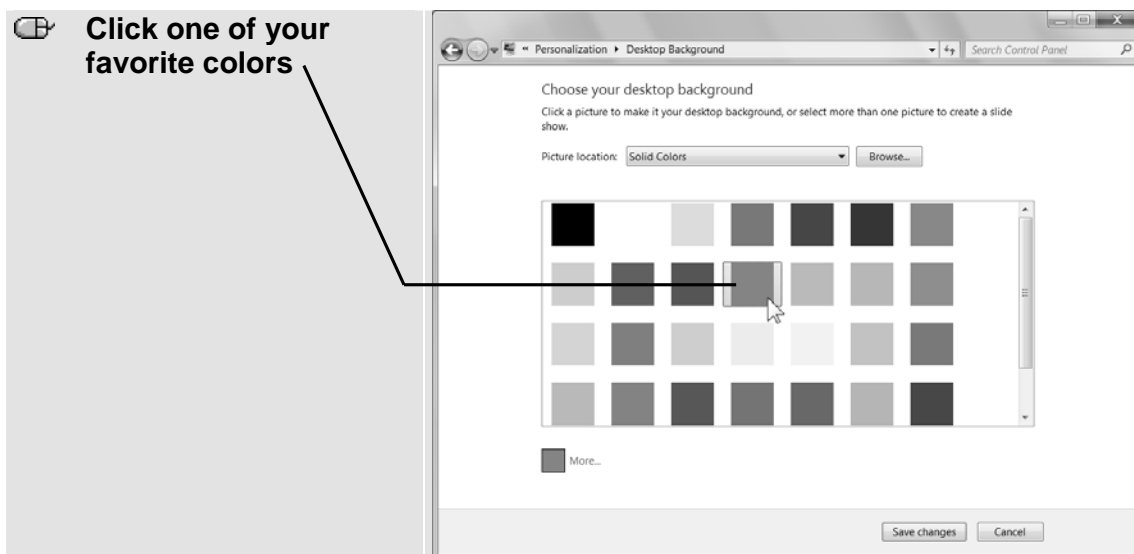 Click one of your
favorite colors
« Personalization ▸ Desktop Background
Search Control Panel
Choose your desktop background
Click a picture to make it your desktop background, or select more than one picture to create a slide
show.
Picture location: Solid Colors Browse...
More...
Save changes Cancel